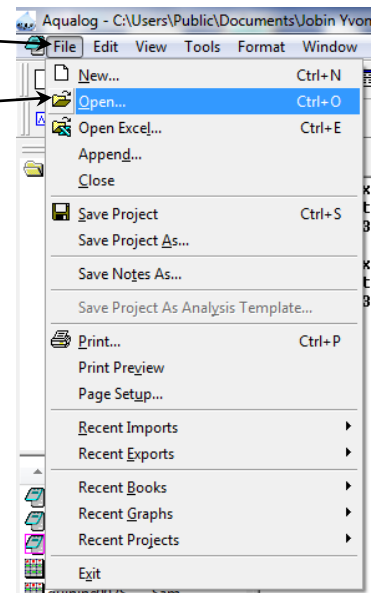 Aqualog - C:\Users\Public\Documents\Jobin Yvon
File Edit View Tools Format Window
New... Ctrl+N
Open... Ctrl+O
Open Excel... Ctrl+E
Append...
Close
Save Project Ctrl+S
Save Project As...
Save Notes As...
Save Project As Analysis Template...
Print... Ctrl+P
Print Preview
Page Setup...
Recent Imports
Recent Exports
Recent Books
Recent Graphs
Recent Projects
Exit